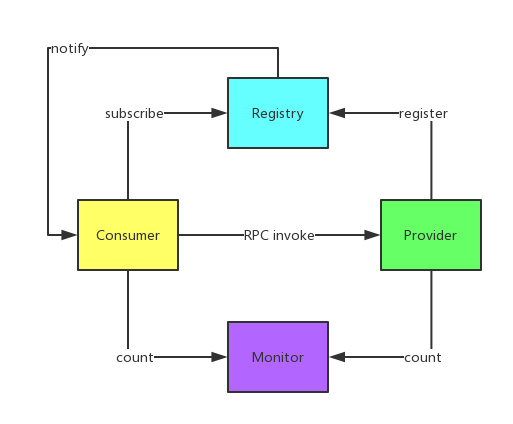 notify
subscribe
Registry
register
Consumer
RPC invoke
Provider
count
Monitor
count